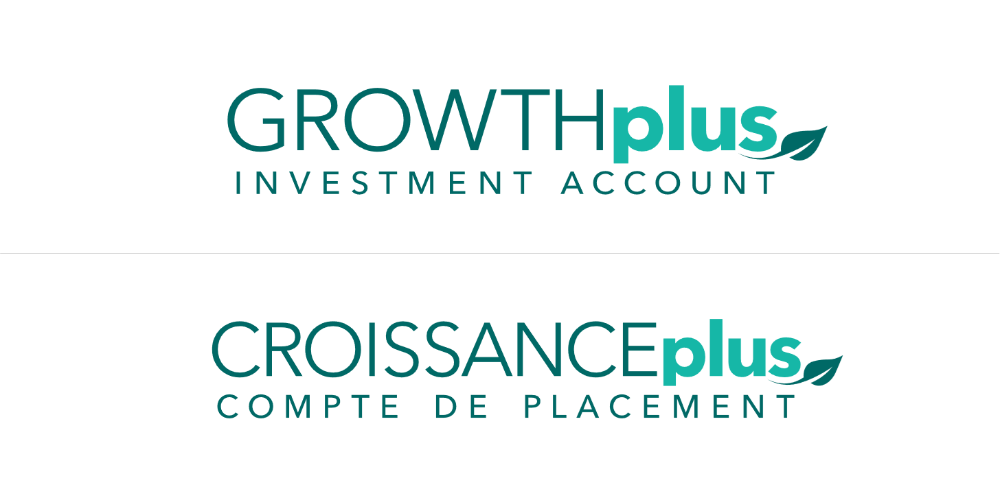 GROWTHplus
INVESTMENT ACCOUNT
CROISSANCEplus
COMPTE DE PLACEMENT